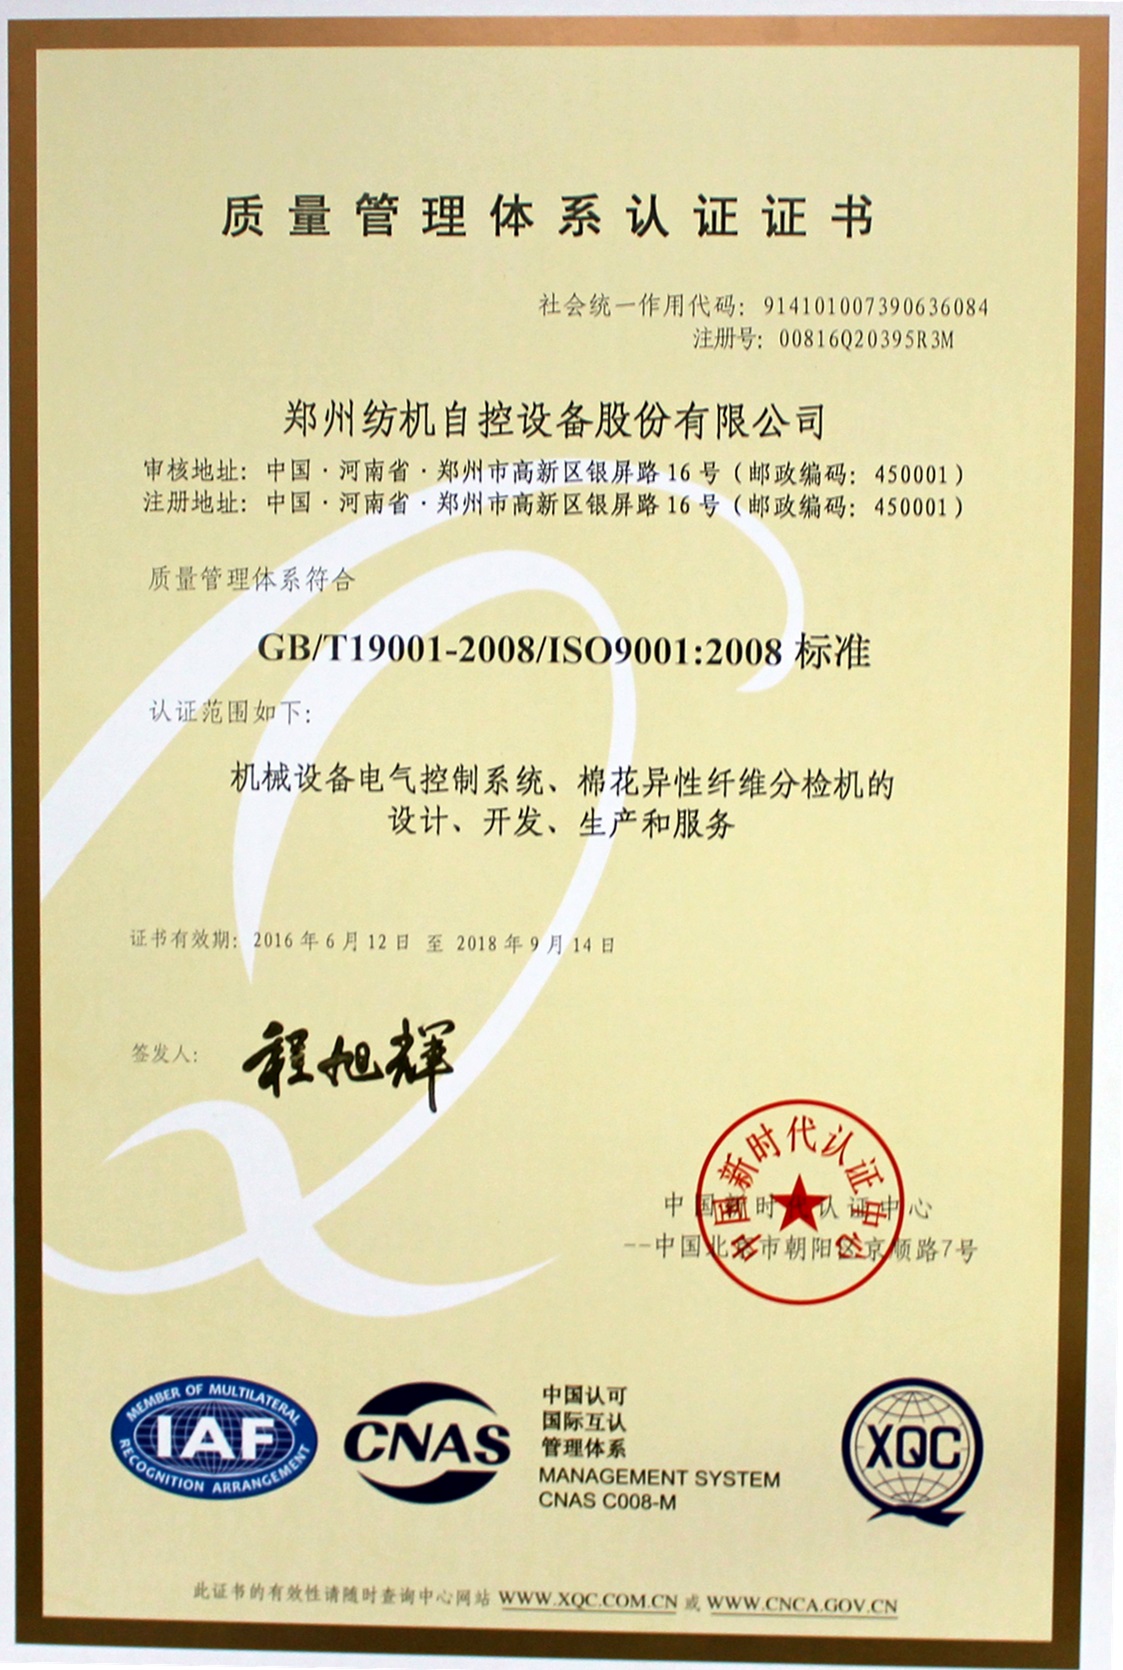 质量管理体系认证证书
社会统一作用代码：914101007390636084
注册号：00816Q20395R3M
郑州纺机自控设备股份有限公司
审核地址：中国·河南省·郑州市高新区银屏路16号（邮政编码：450001）
注册地址：中国·河南省·郑州市高新区银屏路16号（邮政编码：450001）
质量管理体系符合
GB/T19001-2008/ISO9001:2008 标准
认证范围如下：
机械设备电气控制系统、棉花异性纤维分检机的
设计、开发、生产和服务
证书有效期：2016年6月12日 至 2018年9月14日
签发人：
程旭辉
中国新时代认证中心
中国新时代认证中心
--中国北京市朝阳区京顺路7号
MEMBER OF MULTILATERAL
IAF
RECOGNITION ARRANGEMENT
CNAS
中国认可
国际互认
管理体系
MANAGEMENT SYSTEM
CNAS C008-M
XQC
此证书的有效性请随时查询中心网站 WWW.XQC.COM.CN 或 WWW.CNCA.GOV.CN